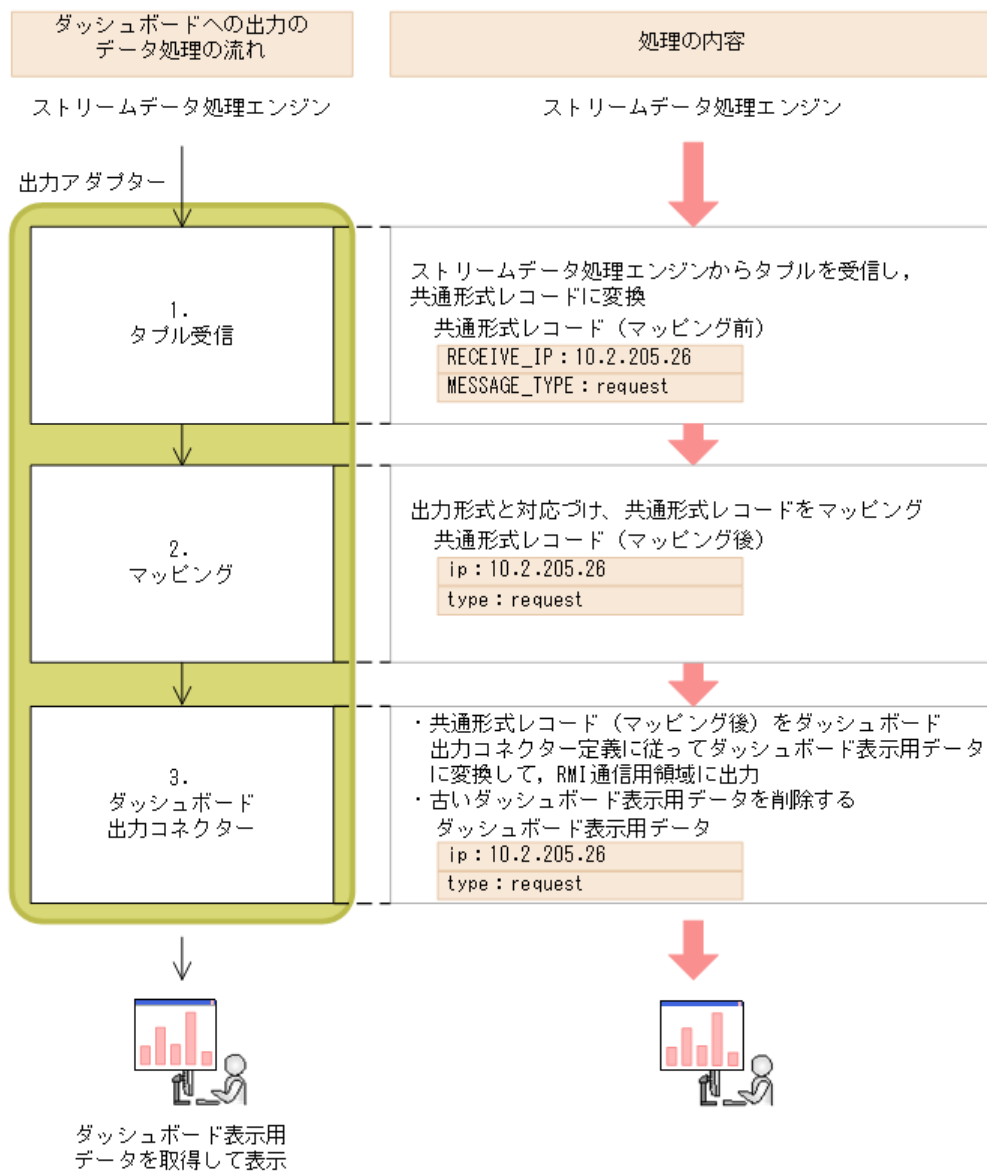 ダッシュボードへの出力の
データ処理の流れ
処理の内容
ストリームデータ処理エンジン
ストリームデータ処理エンジン
出力アダプター
1.
タプル受信
ストリームデータ処理エンジンからタプルを受信し，
共通形式レコードに変換
共通形式レコード（マッピング前）
RECEIVE_IP：10.2.205.26
MESSAGE_TYPE：request
2.
マッピング
出力形式と対応づけ、共通形式レコードをマッピング
共通形式レコード（マッピング後）
ip：10.2.205.26
type：request
3.
ダッシュボード
出力コネクター
・共通形式レコード（マッピング後）をダッシュボード
出力コネクター定義に従ってダッシュボード表示用データ
に変換して，RMI通信用領域に出力
・古いダッシュボード表示用データを削除する
ダッシュボード表示用データ
ip：10.2.205.26
type：request
ダッシュボード表示用
データを取得して表示